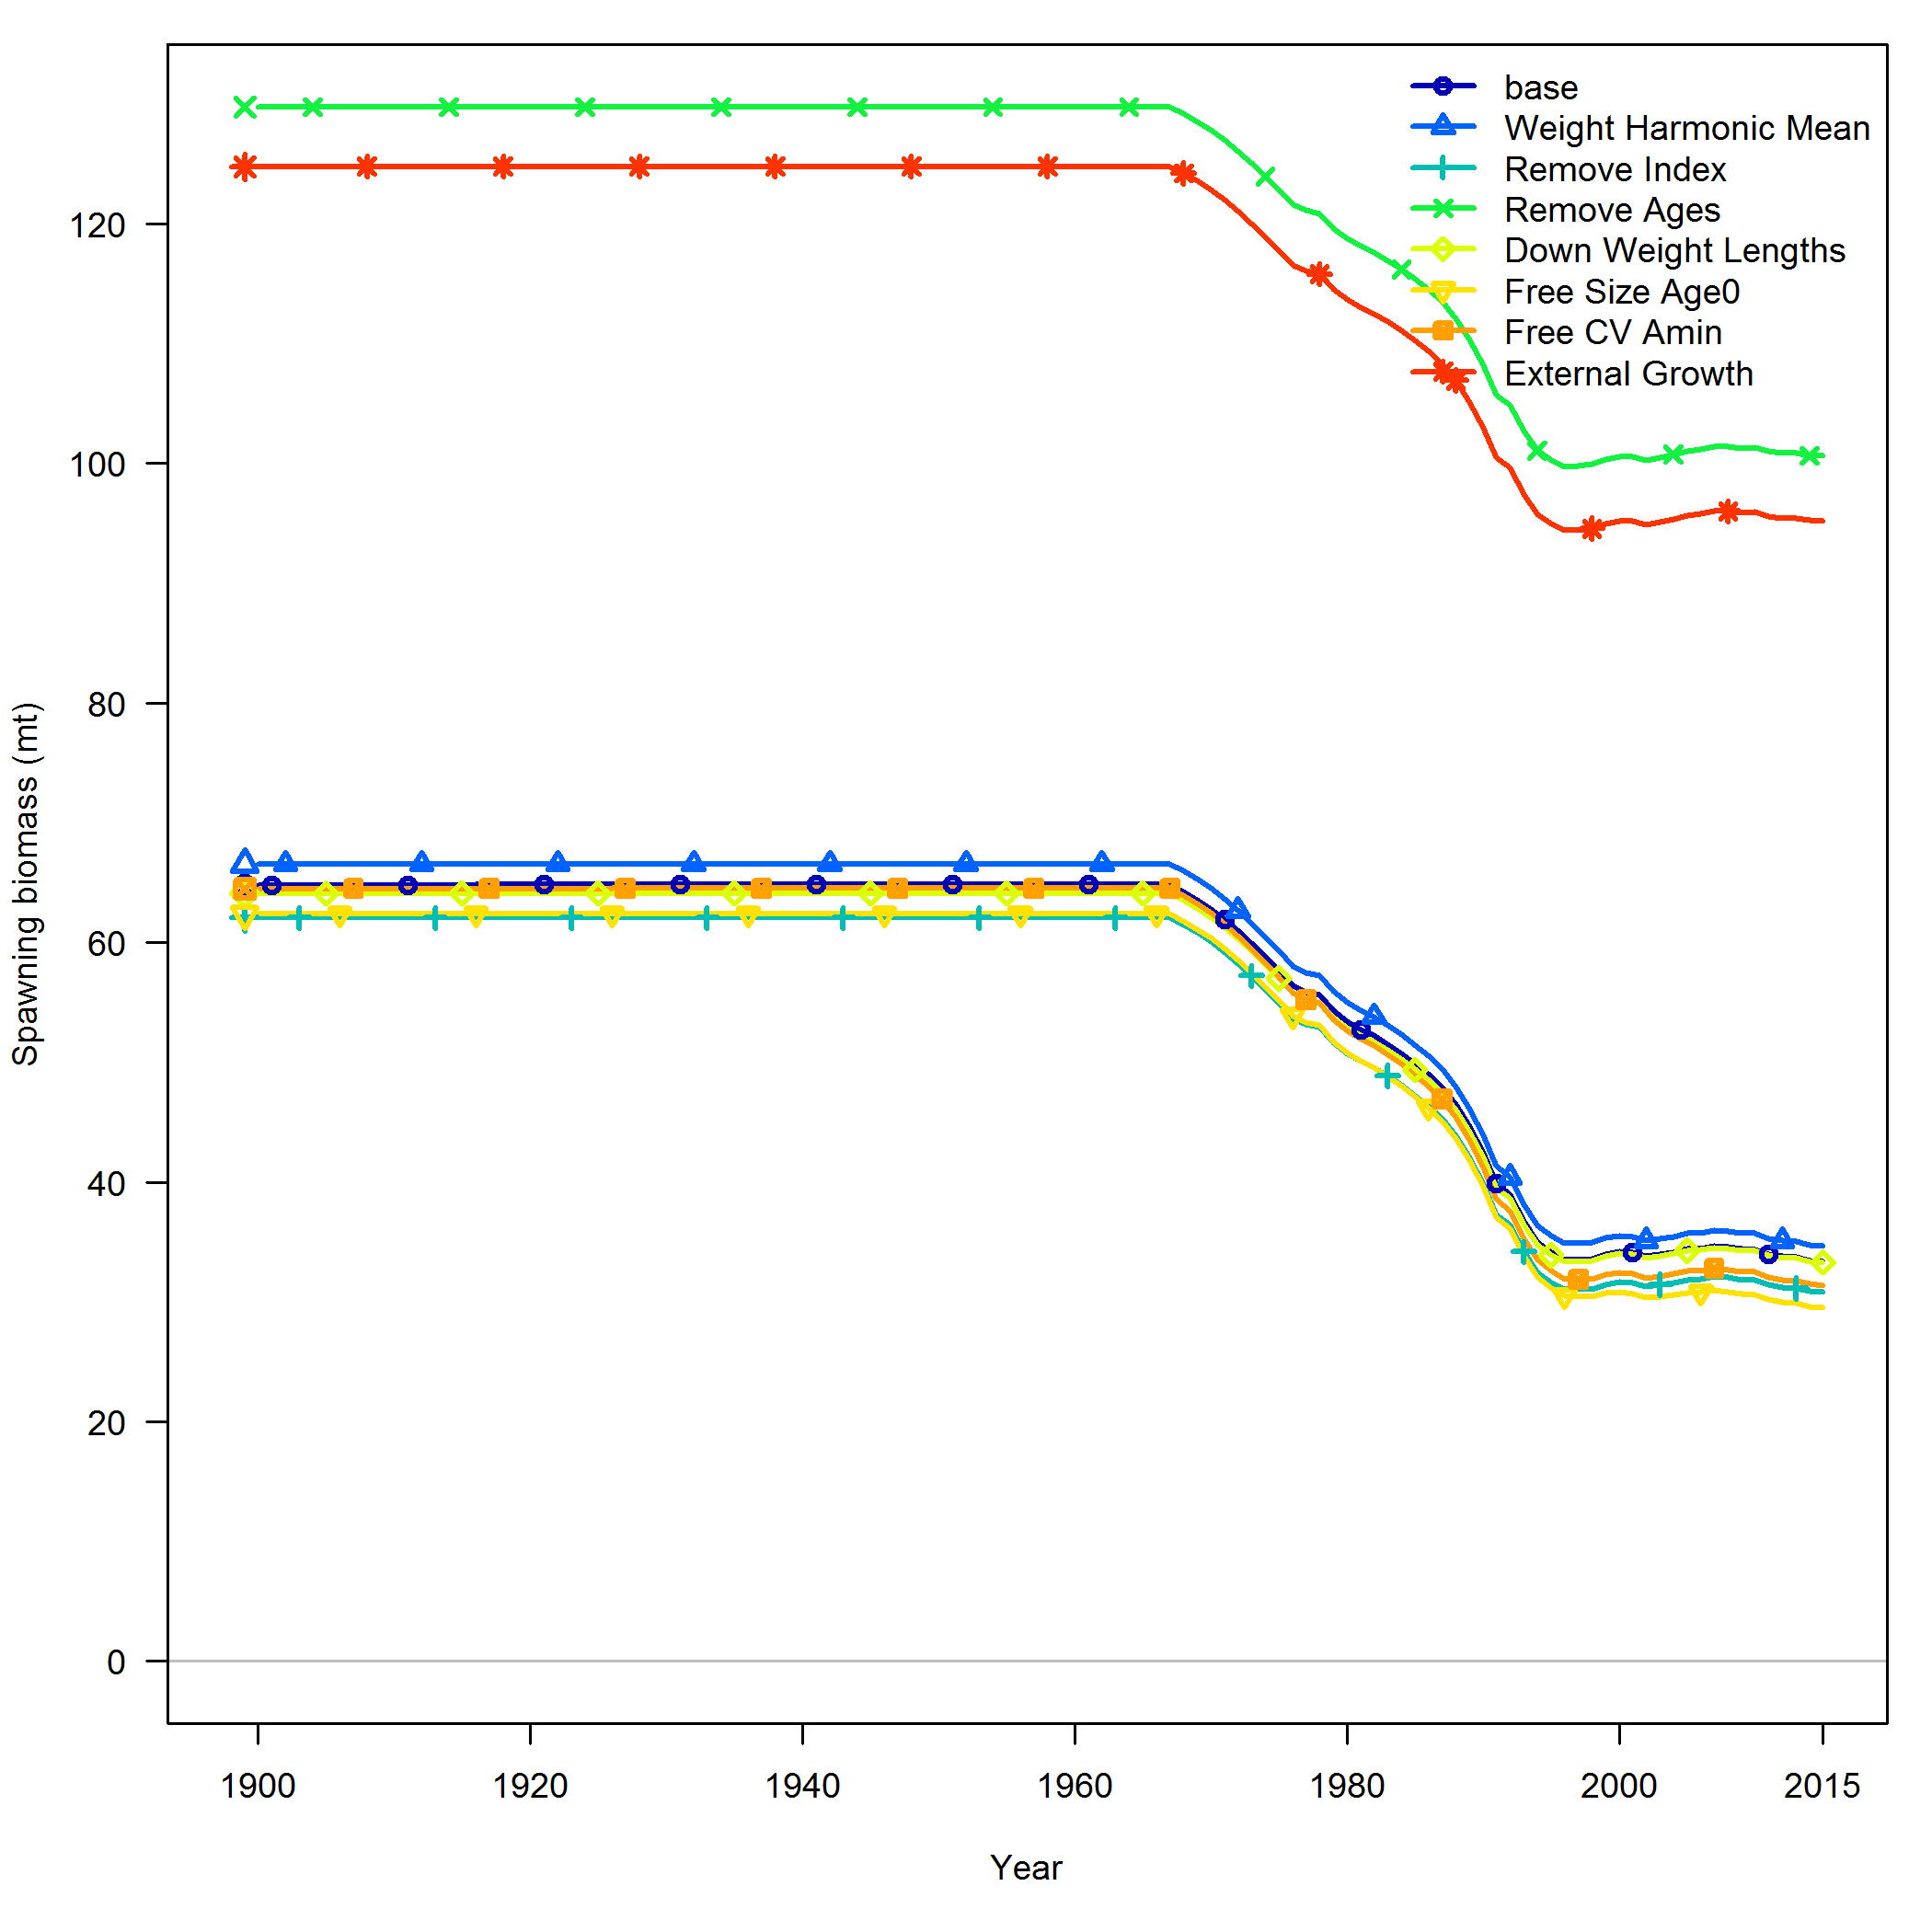 base
Weight Harmonic Mean
Remove Index
Remove Ages
Down Weight Lengths
Free Size Age0
Free CV Amin
External Growth
120
100
80
60
40
20
0
Spawning biomass (mt)
1900 1920 1940 1960 1980 2000 2015
Year